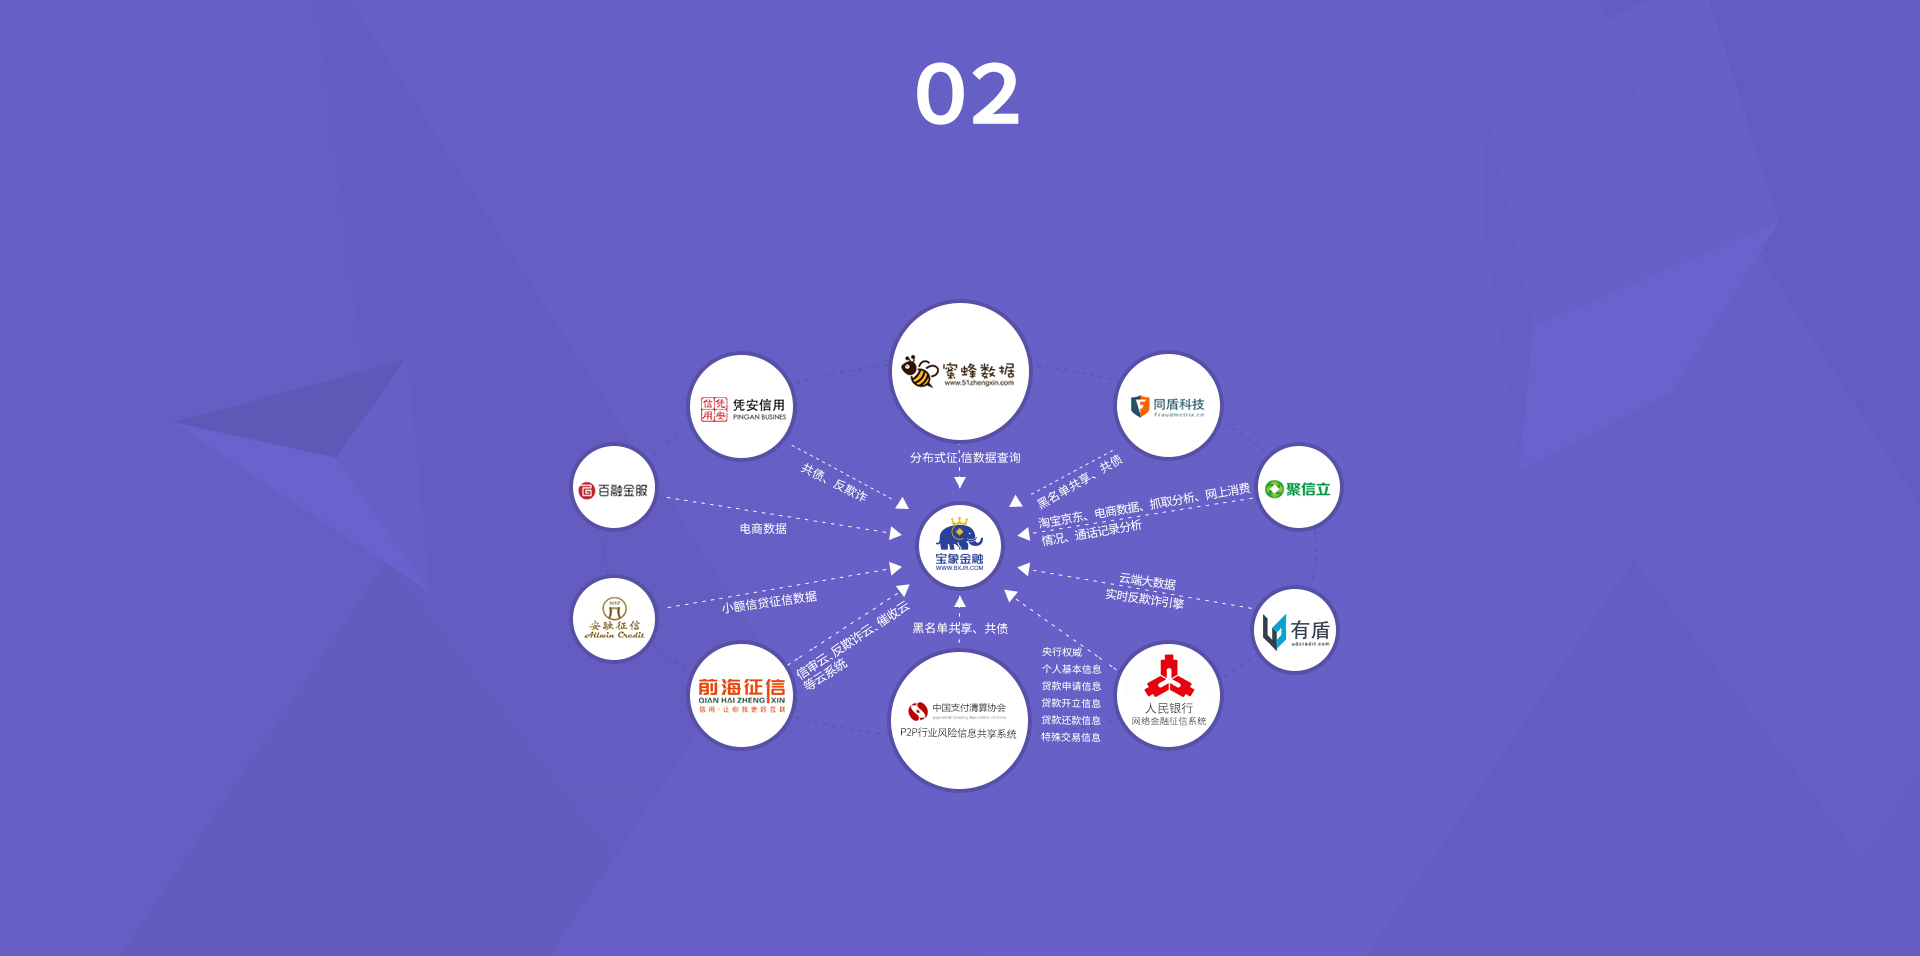 02
蜜蜂数据
www.51zhengxin.com
分布式征信数据查询
信凭
用安
凭安信用
PINGAN BUSINES
共债、反欺诈
同盾科技
Fraudmetrix.cn
黑名单共享、共债
百融金服
电商数据
聚信立
淘宝京东、电商数据、抓取分析、网上消费
情况、通话记录分析
宝象金融
WWW.BXJR.COM
安融征信
Allwin Credit
小额信贷征信数据
有盾
udcredit.com
云端大数据
实时反欺诈引擎
前海征信
QIAN HAI ZHENG XIN
信用·让你我更好互联
信审云、反欺诈云、催收云
等云系统
黑名单共享、共债
中国支付清算协会
P2P行业风险信息共享系统
人民银行
网络金融征信系统
央行权威
个人基本信息
贷款申请信息
贷款开立信息
贷款还款信息
特殊交易信息